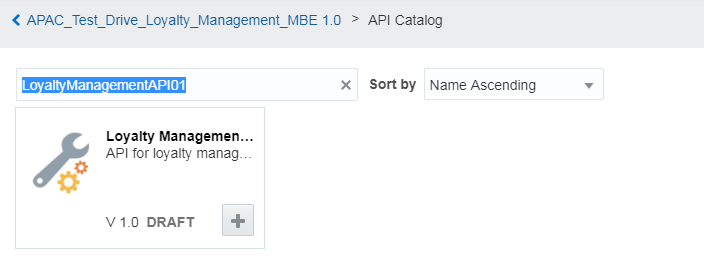 APAC_Test_Drive_Loyalty_Management_MBE 1.0 > API Catalog
LoyaltyManagementAPI01 Sort by Name Ascending
Loyalty Managemen...
API for loyalty manag...
V 1.0 DRAFT